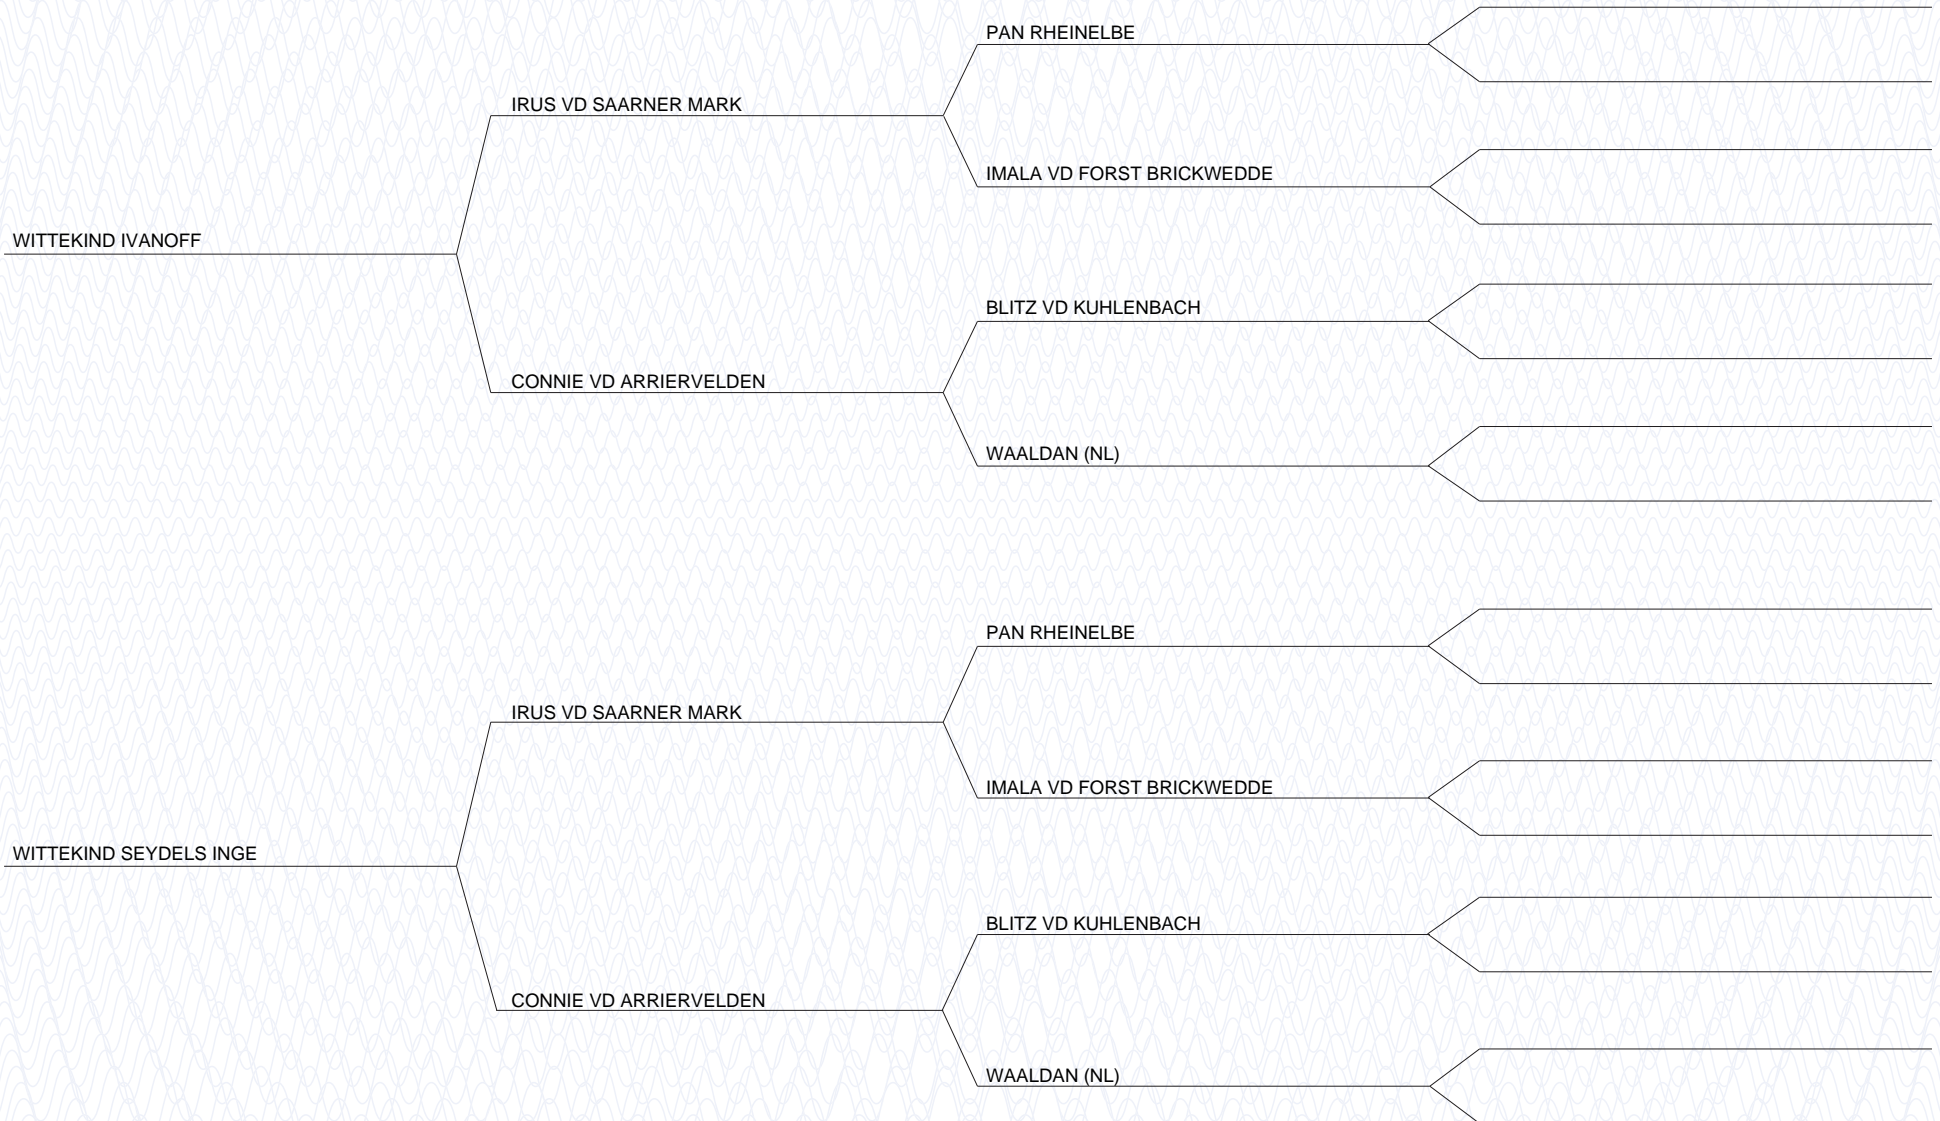 PAN RHEINELBE
IRUS VD SAARNER MARK
IMALA VD FORST BRICKWEDDE
WITTEKIND IVANOFF
BLITZ VD KUHLENBACH
CONNIE VD ARRIERVELDEN
WAALDAN (NL)
PAN RHEINELBE
IRUS VD SAARNER MARK
IMALA VD FORST BRICKWEDDE
WITTEKIND SEYDELS INGE
BLITZ VD KUHLENBACH
CONNIE VD ARRIERVELDEN
WAALDAN (NL)